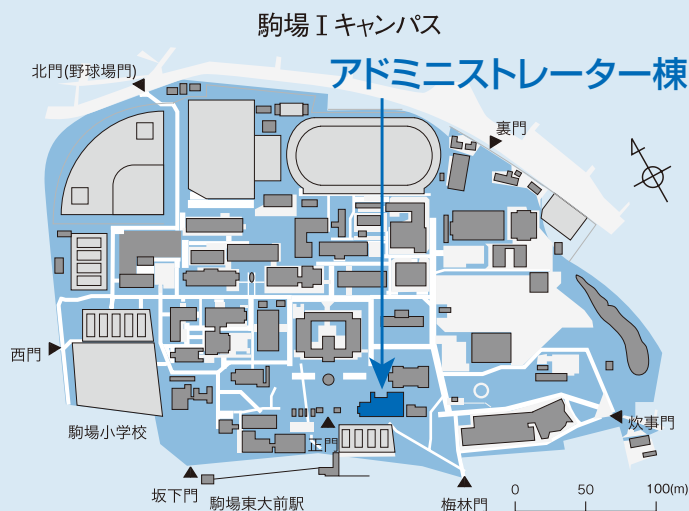 駒場Ⅰキャンパス
北門(野球場門)
アドミニストレーター棟
裏門
西門
駒場小学校
正門
炊事門
坂下門
駒場東大前駅
梅林門
0 50 100(m)